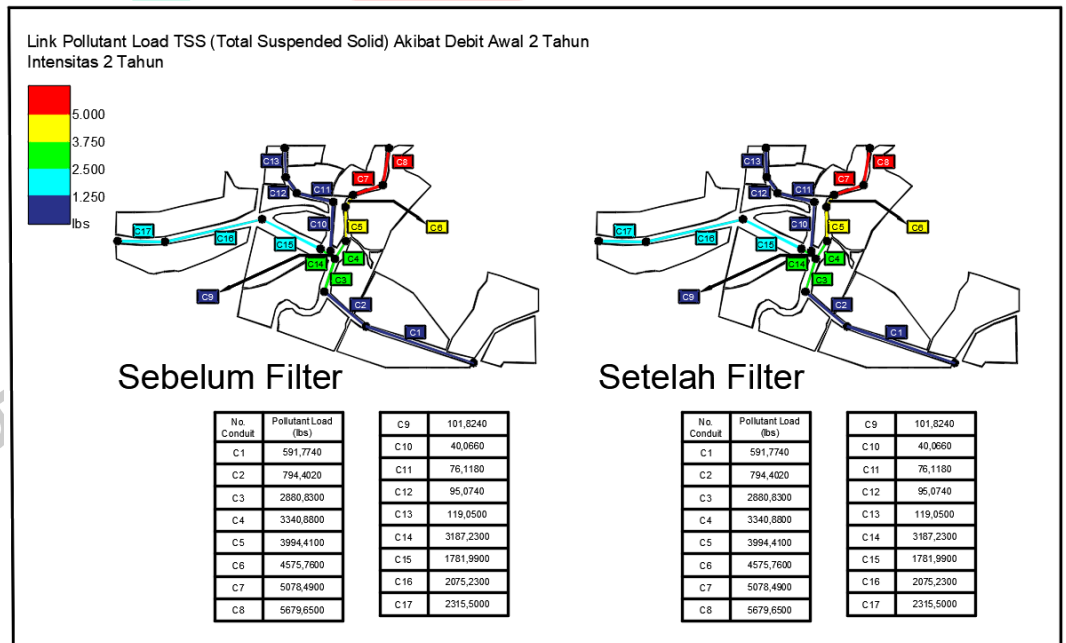 Link Pollutant Load TSS (Total Suspended Solid) Akibat Debit Awal 2 Tahun
Intensitas 2 Tahun
5.000
3.750
2.500
1.250
lbs
C13
C8
C7
C11
C12
C10
C5
C6
C17
C16
C15
C4
C14
C3
C9
C2
C1
Sebelum Filter
C13
C8
C7
C11
C12
C10
C5
C6
C17
C16
C15
C4
C14
C3
C9
C2
C1
Setelah Filter
No. Conduit Pollutant Load (lbs)
C1 591,7740
C2 794,4020
C3 2880,8300
C4 3340,8800
C5 3994,4100
C6 4575,7600
C7 5078,4900
C8 5679,6500
C9 101,8240
C10 40,0660
C11 76,1180
C12 95,0740
C13 119,0500
C14 3187,2300
C15 1781,9900
C16 2075,2300
C17 2315,5000
No. Conduit Pollutant Load (lbs)
C1 591,7740
C2 794,4020
C3 2880,8300
C4 3340,8800
C5 3994,4100
C6 4575,7600
C7 5078,4900
C8 5679,6500
C9 101,8240
C10 40,0660
C11 76,1180
C12 95,0740
C13 119,0500
C14 3187,2300
C15 1781,9900
C16 2075,2300
C17 2315,5000